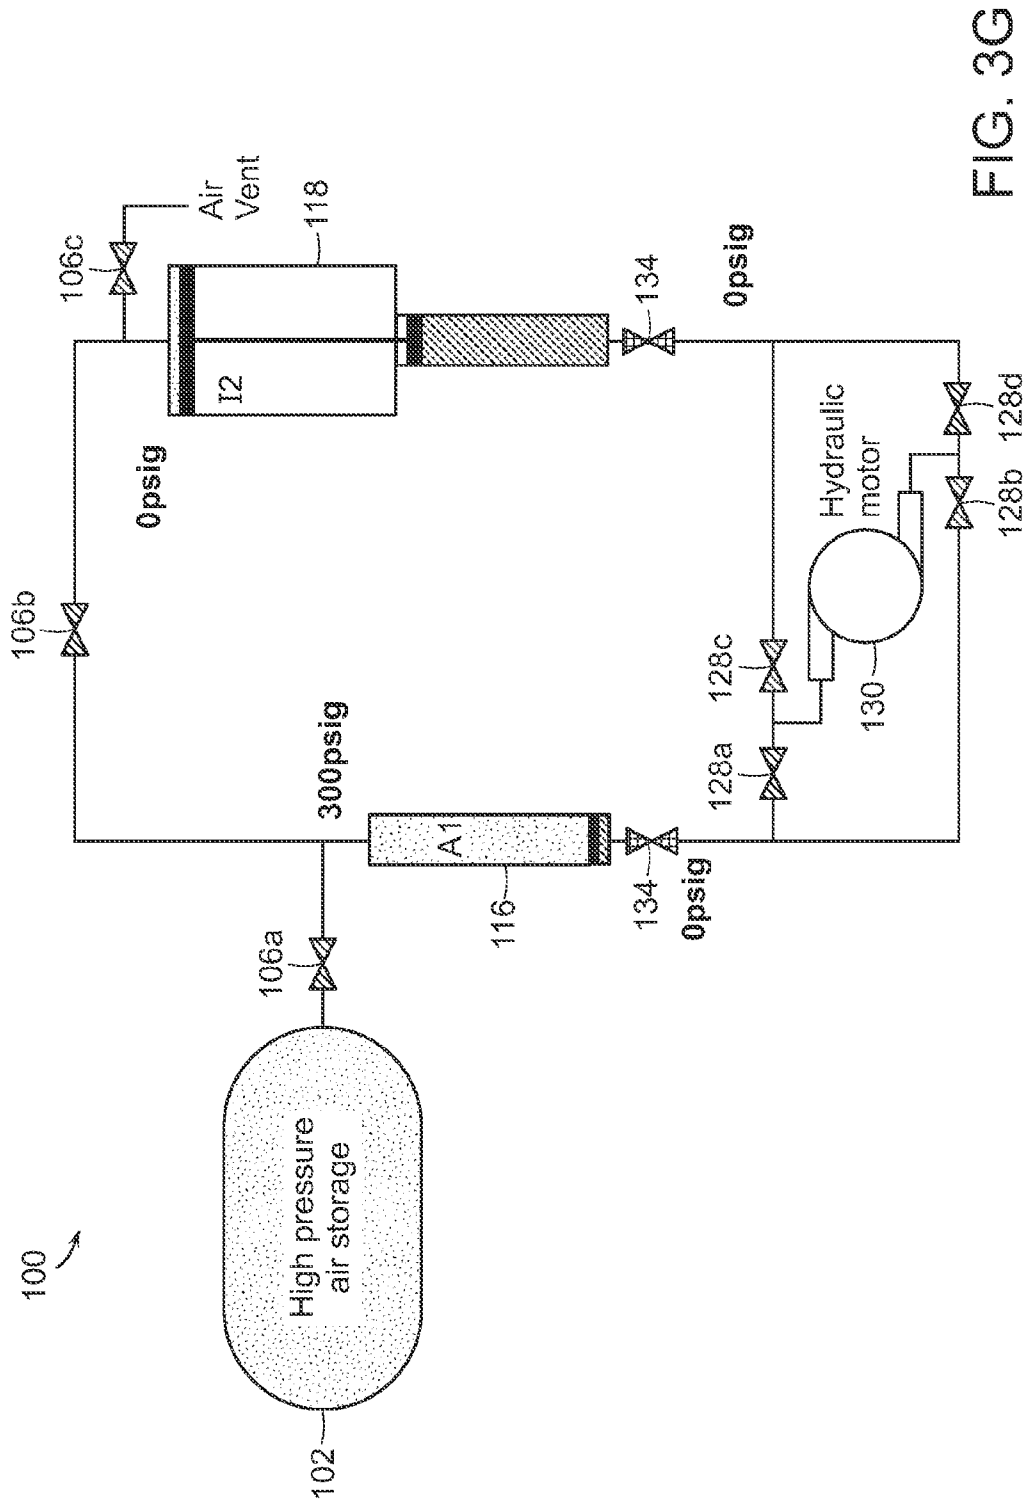 100
102
High pressure
air storage
106a
116
A1
300psig
134
0psig
106b
0psig
106c
Air
Vent
118
I2
134
0psig
128a
128c
130
Hydraulic
motor
128b
128d
FIG. 3G